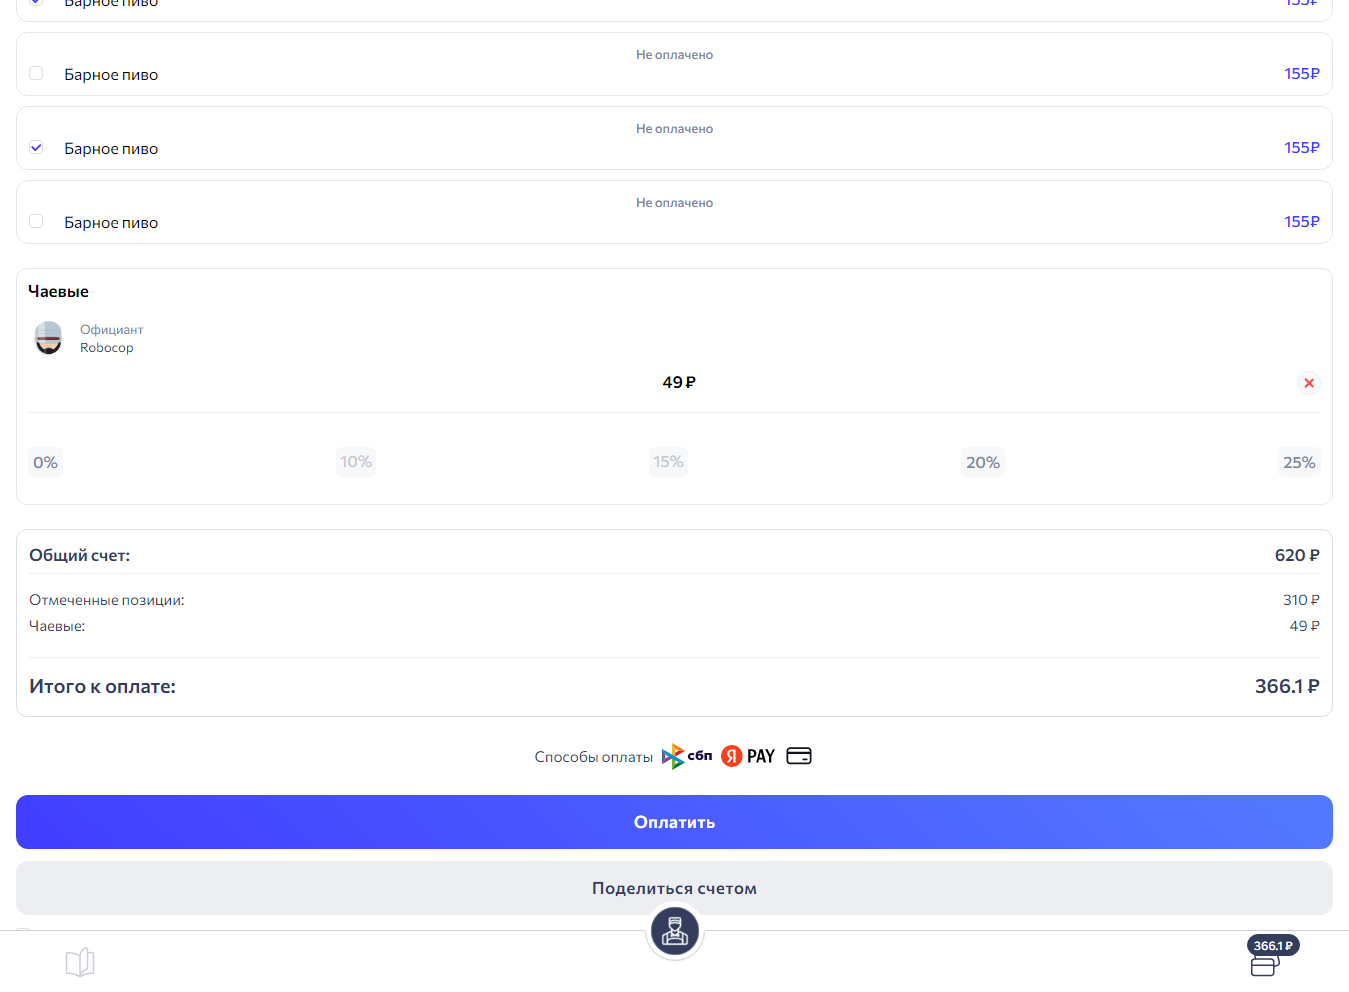 Барное пиво 155₽
Не оплачено
Барное пиво 155₽
Не оплачено
Барное пиво 155₽
Не оплачено
Барное пиво 155₽
Чаевые
Официант
Robocop
49 ₽
0% 10% 15% 20% 25%
Общий счет: 620 ₽
Отмеченные позиции: 310 ₽
Чаевые: 49 ₽
Итого к оплате: 366.1 ₽
Способы оплаты сбп Я PAY
Оплатить
Поделиться счетом
366.1 ₽